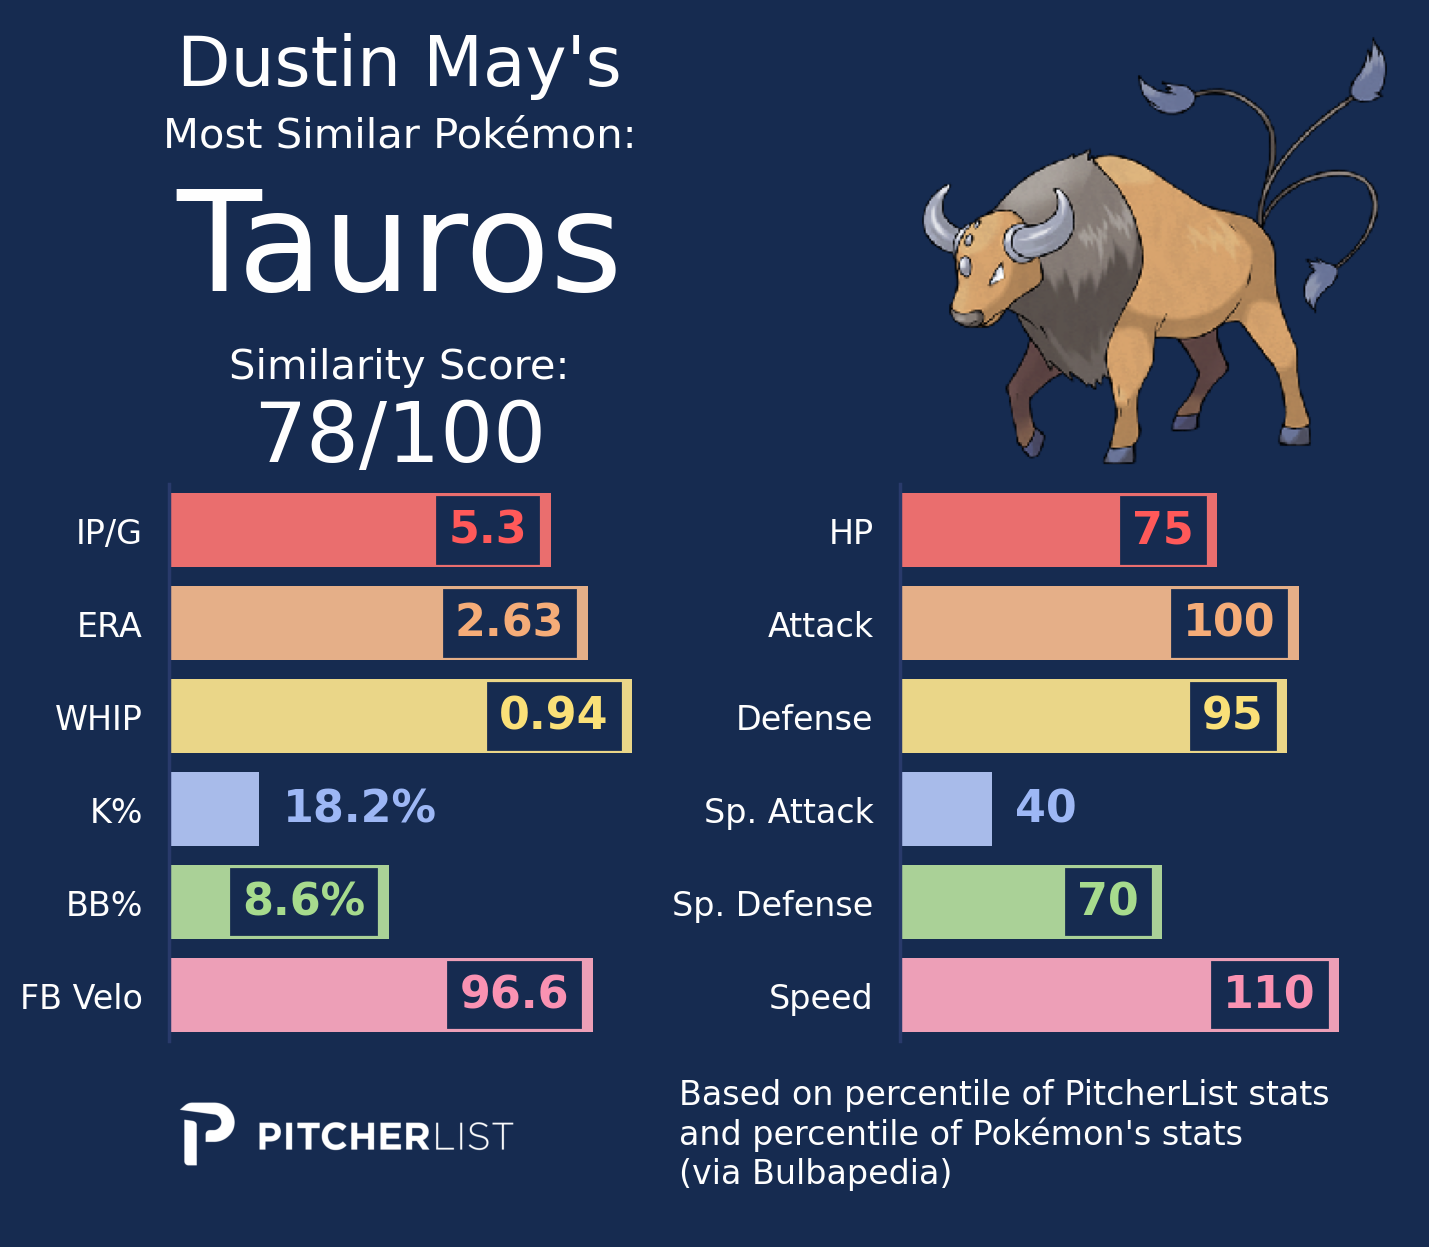 Dustin May's
Most Similar Pokémon:
Tauros
Similarity Score:
78/100
IP/G 5.3
ERA 2.63
WHIP 0.94
K% 18.2%
BB% 8.6%
FB Velo 96.6
HP 75
Attack 100
Defense 95
Sp. Attack 40
Sp. Defense 70
Speed 110
PITCHERLIST
Based on percentile of PitcherList stats
and percentile of Pokémon's stats
(via Bulbapedia)